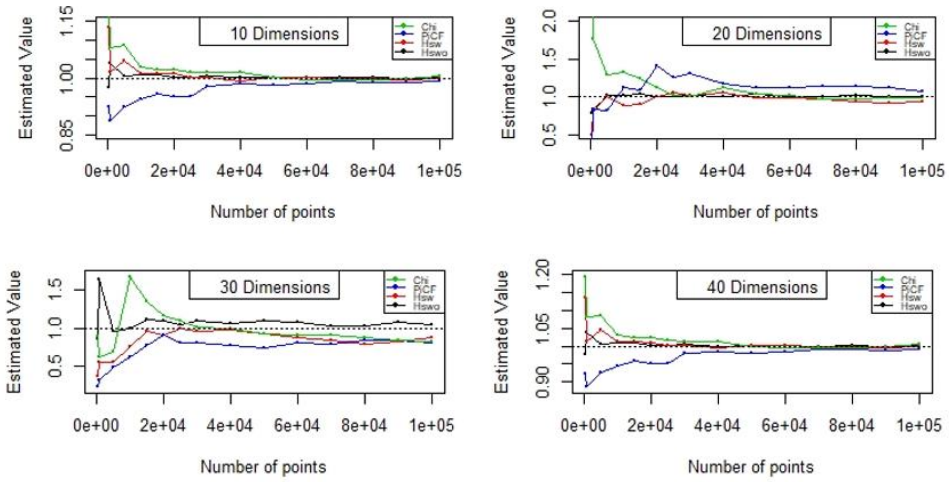 10 Dimensions
Chi
PjCF
Hsw
Hswo
Estimated Value
1.15
1.00
0.85
0e+00 2e+04 4e+04 6e+04 8e+04 1e+05
Number of points
20 Dimensions
Chi
PjCF
Hsw
Hswo
Estimated Value
2.0
1.5
1.0
0.5
0e+00 2e+04 4e+04 6e+04 8e+04 1e+05
Number of points
30 Dimensions
Chi
PjCF
Hsw
Hswo
Estimated Value
1.5
1.0
0.5
0e+00 2e+04 4e+04 6e+04 8e+04 1e+05
Number of points
40 Dimensions
Chi
PjCF
Hsw
Hswo
Estimated Value
1.20
1.05
0.90
0e+00 2e+04 4e+04 6e+04 8e+04 1e+05
Number of points